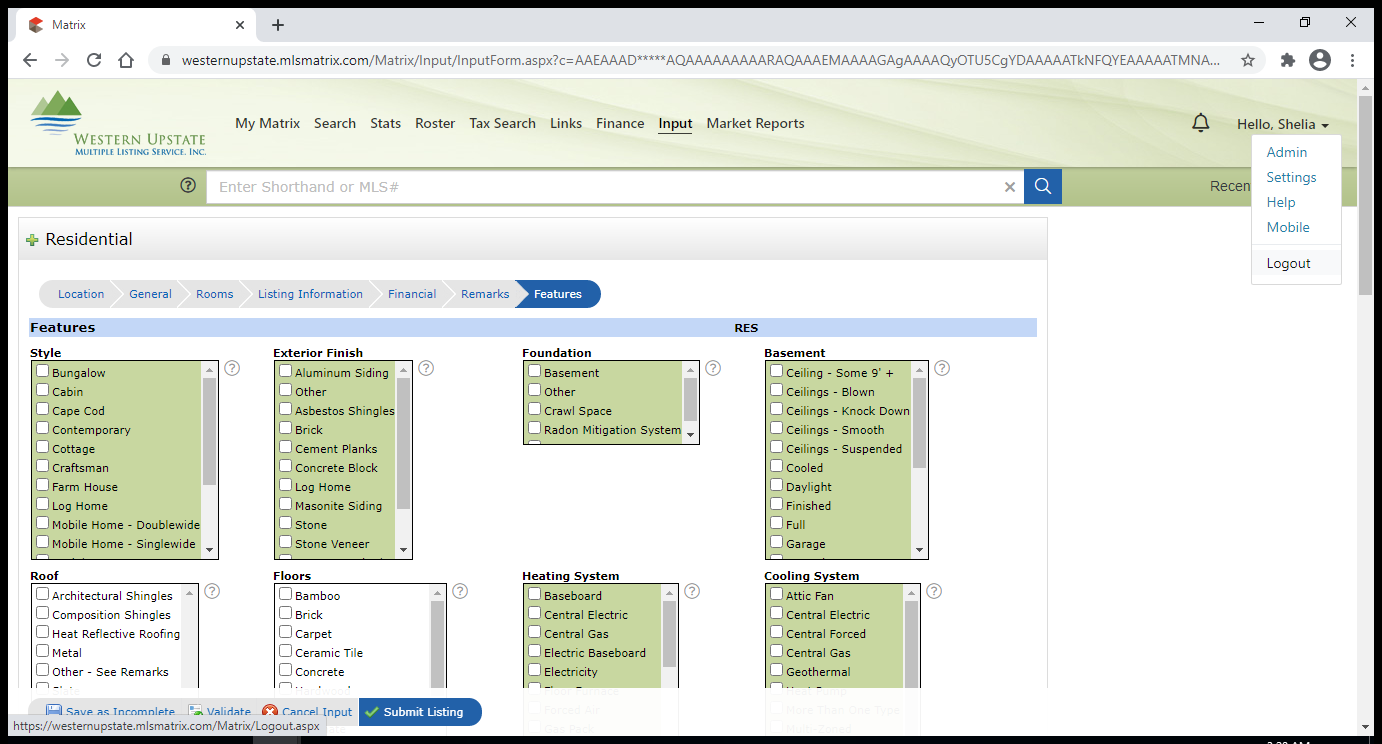 Matrix
westernupstate.mlsmatrix.com/Matrix/Input/InputForm.aspx?c=AAEAAAD*****AQAAAAAAAAARAQAAAEMAAAAGAgAAAAQyOTU5CgYDAAAAATkNFQYEAAAAATMNA...
WESTERN UPSTATE
MULTIPLE LISTING SERVICE, INC.
My Matrix Search Stats Roster Tax Search Links Finance Input Market Reports
Hello, Shelia
Admin
Settings
Help
Mobile
Logout
Enter Shorthand or MLS#
Recen
Residential
Location General Rooms Listing Information Financial Remarks Features
Features RES
Style
Bungalow
Cabin
Cape Cod
Contemporary
Cottage
Craftsman
Farm House
Log Home
Mobile Home - Doublewide
Mobile Home - Singlewide
Exterior Finish
Aluminum Siding
Other
Asbestos Shingles
Brick
Cement Planks
Concrete Block
Log Home
Masonite Siding
Stone
Stone Veneer
Foundation
Basement
Other
Crawl Space
Radon Mitigation System
Basement
Ceiling - Some 9' +
Ceilings - Blown
Ceilings - Knock Down
Ceilings - Smooth
Ceilings - Suspended
Cooled
Daylight
Finished
Full
Garage
Roof
Architectural Shingles
Composition Shingles
Heat Reflective Roofing
Metal
Other - See Remarks
Floors
Bamboo
Brick
Carpet
Ceramic Tile
Concrete
Heating System
Baseboard
Central Electric
Central Gas
Electric Baseboard
Electricity
Floor Furnace
Forced Air
Gas Pack
Cooling System
Attic Fan
Central Electric
Central Forced
Central Gas
Geothermal
Heat Pump
More Than One Type
Multi-Zoned
Save as Incomplete Validate Cancel Input Submit Listing
https://westernupstate.mlsmatrix.com/Matrix/Logout.aspx